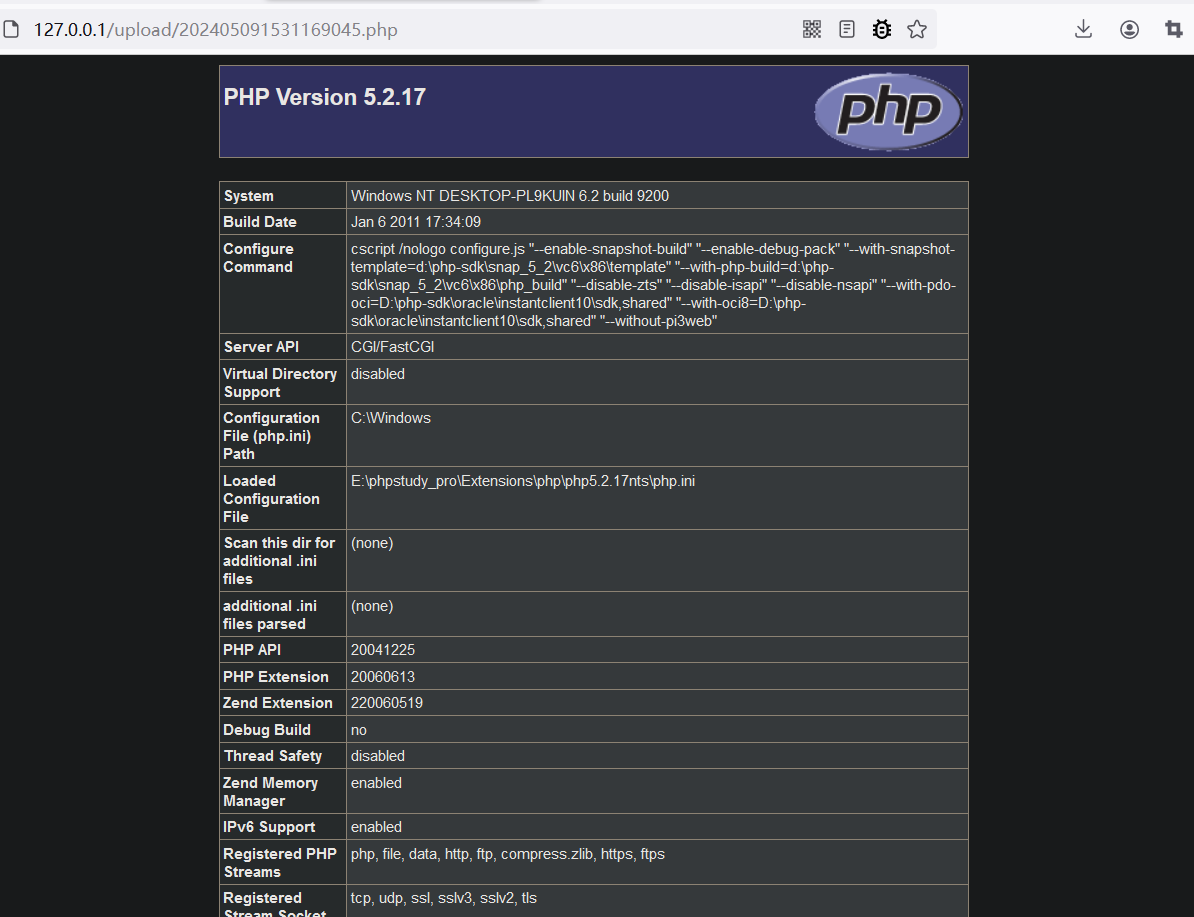 127.0.0.1/upload/202405091531169045.php
PHP Version 5.2.17
php
System Windows NT DESKTOP-PL9KUIN 6.2 build 9200
Build Date Jan 6 2011 17:34:09
Configure Command cscript /nologo configure.js "--enable-snapshot-build" "--enable-debug-pack" "--with-snapshot-
template=d:\php-sdk\snap_5_2\vc6\x86\template" "--with-php-build=d:\php-
sdk\snap_5_2\vc6\x86\php_build" "--disable-zts" "--disable-isapi" "--disable-nsapi" "--with-pdo-
oci=D:\php-sdk\oracle\instantclient10\sdk,shared" "--with-oci8=D:\php-
sdk\oracle\instantclient10\sdk,shared" "--without-pi3web"
Server API CGI/FastCGI
Virtual Directory
Support
disabled
Configuration
File (php.ini)
Path
C:\Windows
Loaded
Configuration
File
E:\phpstudy_pro\Extensions\php\php5.2.17nts\php.ini
Scan this dir for
additional .ini
files
(none)
additional .ini
files parsed
(none)
PHP API 20041225
PHP Extension 20060613
Zend Extension 220060519
Debug Build no
Thread Safety disabled
Zend Memory
Manager
enabled
IPv6 Support enabled
Registered PHP
Streams
php, file, data, http, ftp, compress.zlib, https, ftps
Registered
Stream Socket
tcp, udp, ssl, sslv3, sslv2, tls